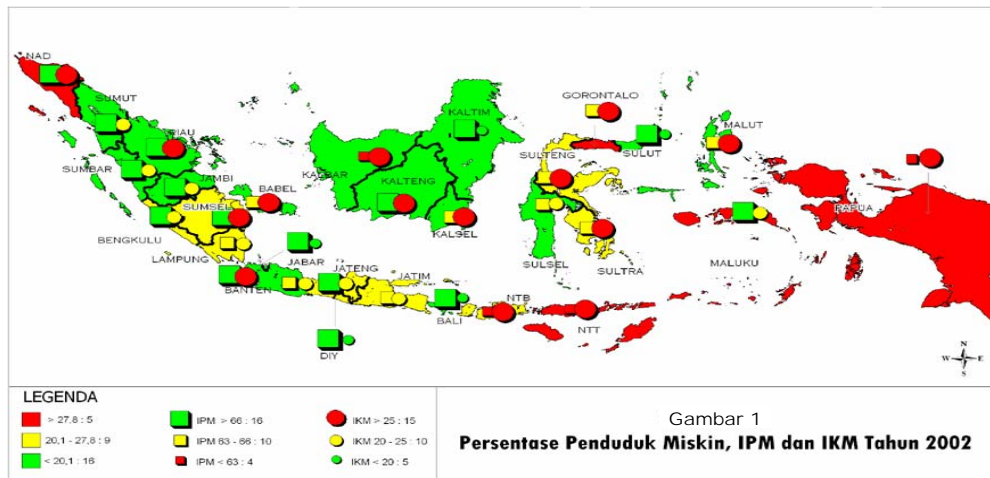 NAD
SUMUT
RIAU
SUMBAR
JAMBI
BABEL
SUMSEL
BENGKULU
LAMPUNG
BANTEN
JABAR
JATENG
JATIM
DIY
BALI
NTB
NTT
KALBAR
KALTENG
KALTIM
KALSEL
GORONTALO
SULTENG
SULUT
SULSEL
SULTRA
MALUT
MALUKU
PAPUA
N
W E
S
LEGENDA
> 27,8 : 5
20,1 - 27,8 : 9
< 20,1 : 16
IPM > 66 : 16
IPM 63 - 66 : 10
IPM < 63 : 4
IKM > 25 : 15
IKM 20 - 25 : 10
IKM < 20 : 5
Gambar 1
Persentase Penduduk Miskin, IPM dan IKM Tahun 2002